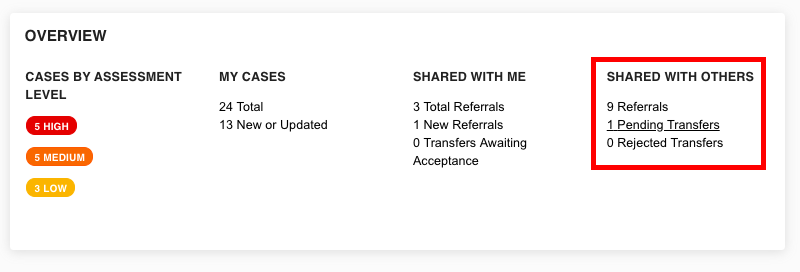 OVERVIEW
CASES BY ASSESSMENT
LEVEL
5 HIGH
5 MEDIUM
3 LOW
MY CASES
24 Total
13 New or Updated
SHARED WITH ME
3 Total Referrals
1 New Referrals
0 Transfers Awaiting
Acceptance
SHARED WITH OTHERS
9 Referrals
1 Pending Transfers
0 Rejected Transfers